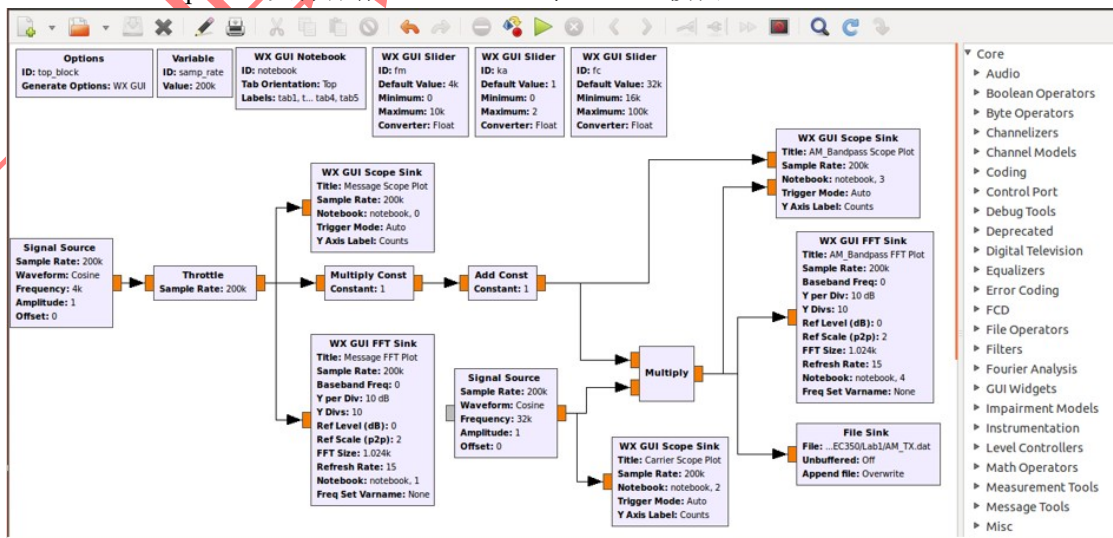 Options
ID: top_block
Generate Options: WX GUI
Variable
ID: samp_rate
Value: 200k
WX GUI Notebook
ID: notebook
Tab Orientation: Top
Labels: tab1, t... tab4, tab5
WX GUI Slider
ID: fm
Default Value: 4k
Minimum: 0
Maximum: 10k
Converter: Float
WX GUI Slider
ID: ka
Default Value: 1
Minimum: 0
Maximum: 2
Converter: Float
WX GUI Slider
ID: fc
Default Value: 32k
Minimum: 16k
Maximum: 100k
Converter: Float
WX GUI Scope Sink
Title: AM_Bandpass Scope Plot
Sample Rate: 200k
Notebook: notebook, 3
Trigger Mode: Auto
Y Axis Label: Counts
WX GUI Scope Sink
Title: Message Scope Plot
Sample Rate: 200k
Notebook: notebook, 0
Trigger Mode: Auto
Y Axis Label: Counts
Signal Source
Sample Rate: 200k
Waveform: Cosine
Frequency: 4k
Amplitude: 1
Offset: 0
Throttle
Sample Rate: 200k
Multiply Const
Constant: 1
Add Const
Constant: 1
WX GUI FFT Sink
Title: AM_Bandpass FFT Plot
Sample Rate: 200k
Baseband Freq: 0
Y per Div: 10 dB
Y Divs: 10
Ref Level (dB): 0
Ref Scale (p2p): 2
FFT Size: 1.024k
Refresh Rate: 15
Notebook: notebook, 4
Freq Set Varname: None
WX GUI FFT Sink
Title: Message FFT Plot
Sample Rate: 200k
Baseband Freq: 0
Y per Div: 10 dB
Y Divs: 10
Ref Level (dB): 0
Ref Scale (p2p): 2
FFT Size: 1.024k
Refresh Rate: 15
Notebook: notebook, 1
Freq Set Varname: None
Signal Source
Sample Rate: 200k
Waveform: Cosine
Frequency: 32k
Amplitude: 1
Offset: 0
Multiply
WX GUI Scope Sink
Title: Carrier Scope Plot
Sample Rate: 200k
Notebook: notebook, 2
Trigger Mode: Auto
Y Axis Label: Counts
File Sink
File: ...EC350/Lab1/AM_TX.dat
Unbuffered: Off
Append file: Overwrite
Core
Audio
Boolean Operators
Byte Operators
Channelizers
Channel Models
Coding
Control Port
Debug Tools
Deprecated
Digital Television
Equalizers
Error Coding
FCD
File Operators
Filters
Fourier Analysis
GUI Widgets
Impairment Models
Instrumentation
Level Controllers
Math Operators
Measurement Tools
Message Tools
Misc